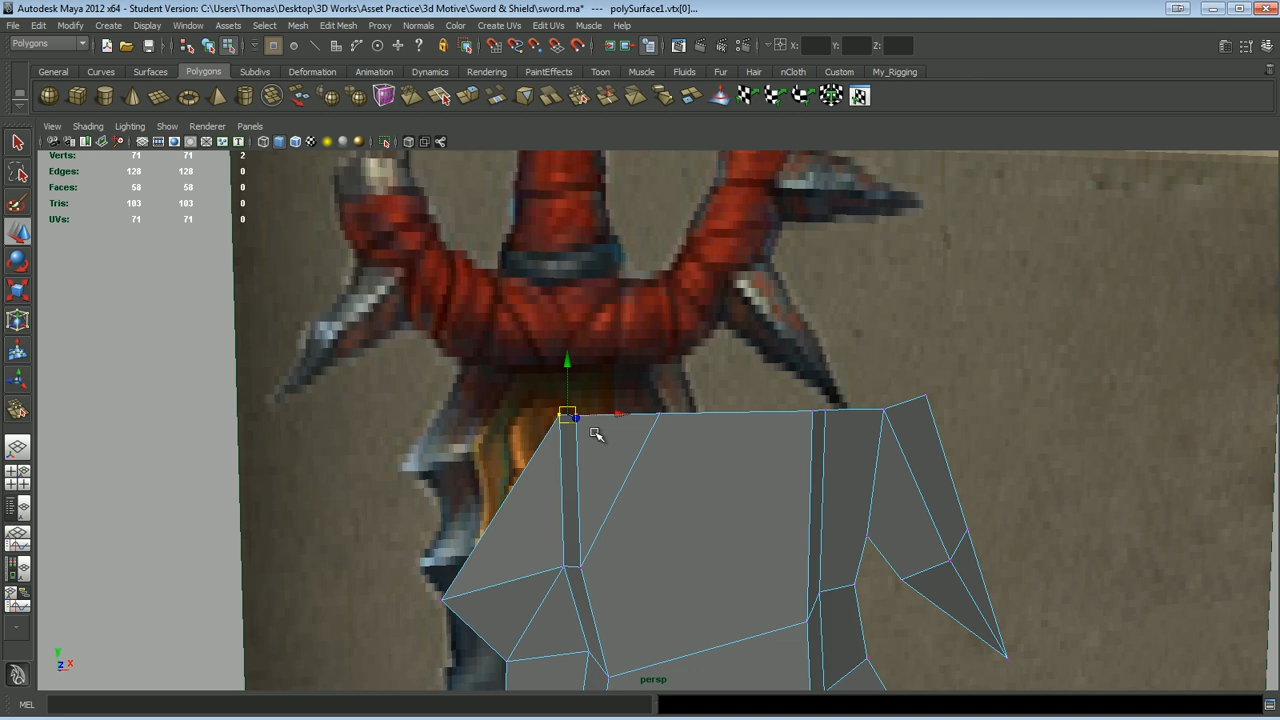 Autodesk Maya 2012 x64 - Student Version: C:\Users\Thomas\Desktop\3D Works\Asset Practice\3d Motive\Sword & Shield\sword.ma*   ---   polySurface1.vtx[0]...
File Edit Modify Create Display Window Assets Select Mesh Edit Mesh Proxy Normals Color Create UVs Edit UVs Muscle Help
Polygons X: Y: Z:
General Curves Surfaces Polygons Subdivs Deformation Animation Dynamics Rendering PaintEffects Toon Muscle Fluids Fur Hair nCloth Custom My_Rigging
View Shading Lighting Show Renderer Panels
Verts: 71 71 2
Edges: 128 128 0
Faces: 58 58 0
Tris: 103 103 0
UVs: 71 71 0
y
z x
persp
MEL